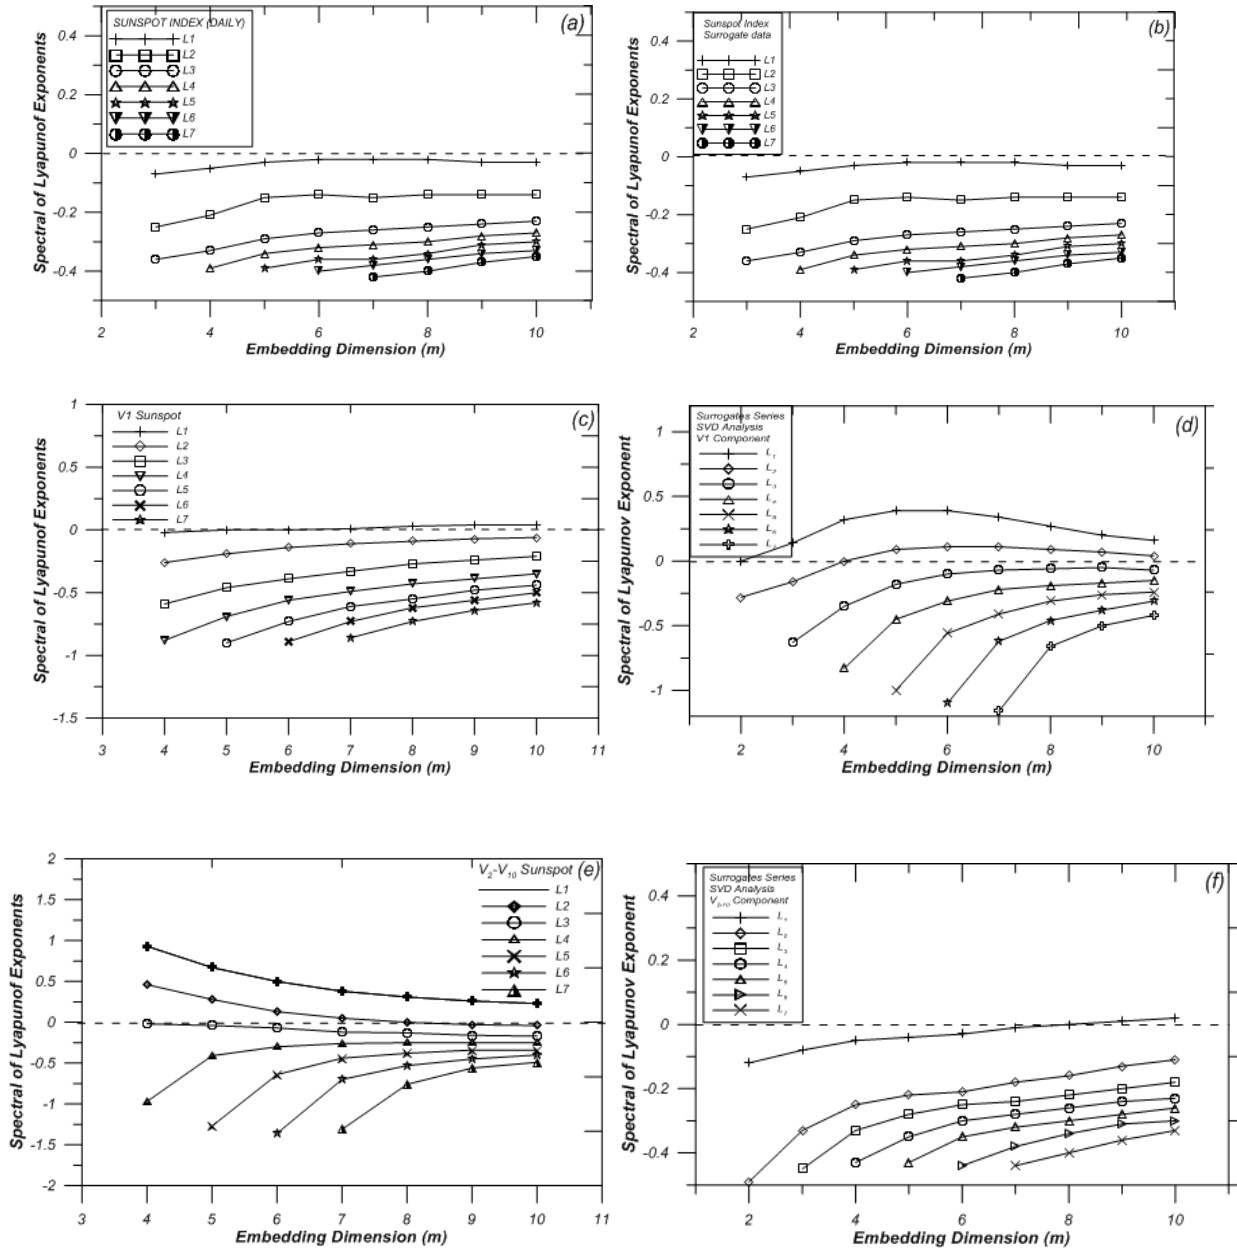 (a)
SUNSPOT INDEX (DAILY)
L1
L2
L3
L4
L5
L6
L7
0.4
0.2
0
-0.2
-0.4
2 4 6 8 10
Spectral of Lyapunof Exponents
Embedding Dimension (m)
(b)
Sunspot Index
Surrogate data
L1
L2
L3
L4
L5
L6
L7
0.4
0.2
0
-0.2
-0.4
2 4 6 8 10
Spectral of Lyapunof Exponents
Embedding Dimension (m)
(c)
V1 Sunspot
L1
L2
L3
L4
L5
L6
L7
1
0.5
0
-0.5
-1
-1.5
3 4 5 6 7 8 9 10 11
Spectral of Lyapunof Exponents
Embedding Dimension (m)
(d)
Surrogates Series
SVD Analysis
V1 Component
L1
L2
L3
1
0.5
0
-0.5
-1
2 4 6 8 10
Spectral of Lyapunov Exponent
Embedding Dimension (m)
(e)
V2-V10 Sunspot
L1
L2
L3
L4
L5
L6
L7
2
1
0.5
0
-0.5
-1
-1.5
-2
3 4 5 6 7 8 9 10 11
Spectral of Lyapunof Exponents
Embedding Dimension (m)
(f)
Surrogates Series
SVD Analysis
V2-10 Component
L2
L3
L4
0.4
0.2
0
-0.2
-0.4
2 4 6 8 10
Spectral of Lyapunov Exponent
Embedding Dimension (m)